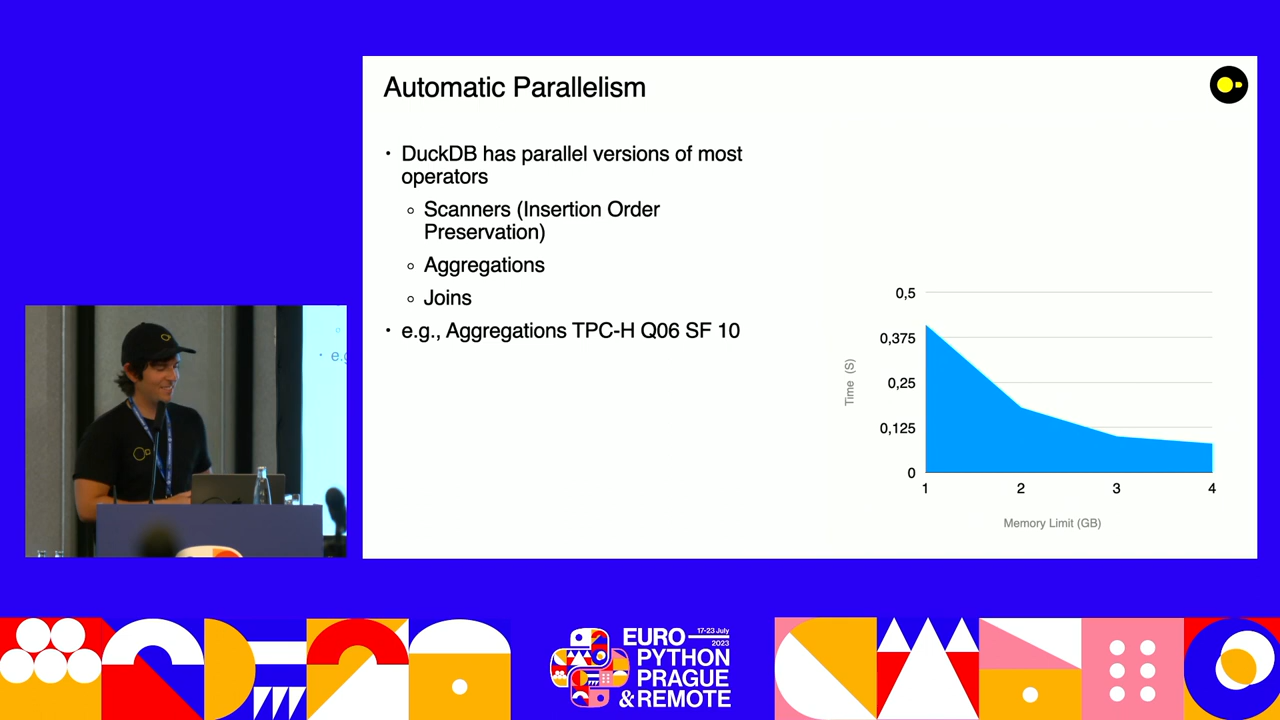 Automatic Parallelism
• DuckDB has parallel versions of most
operators
◦ Scanners (Insertion Order
Preservation)
◦ Aggregations
◦ Joins
• e.g., Aggregations TPC-H Q06 SF 10
0,5
0,375
0,25
0,125
0
Time (S)
1 2 3 4
Memory Limit (GB)
• e.g
17-23 July
2023
EURO
PYTHON
PRAGUE
& REMOTE